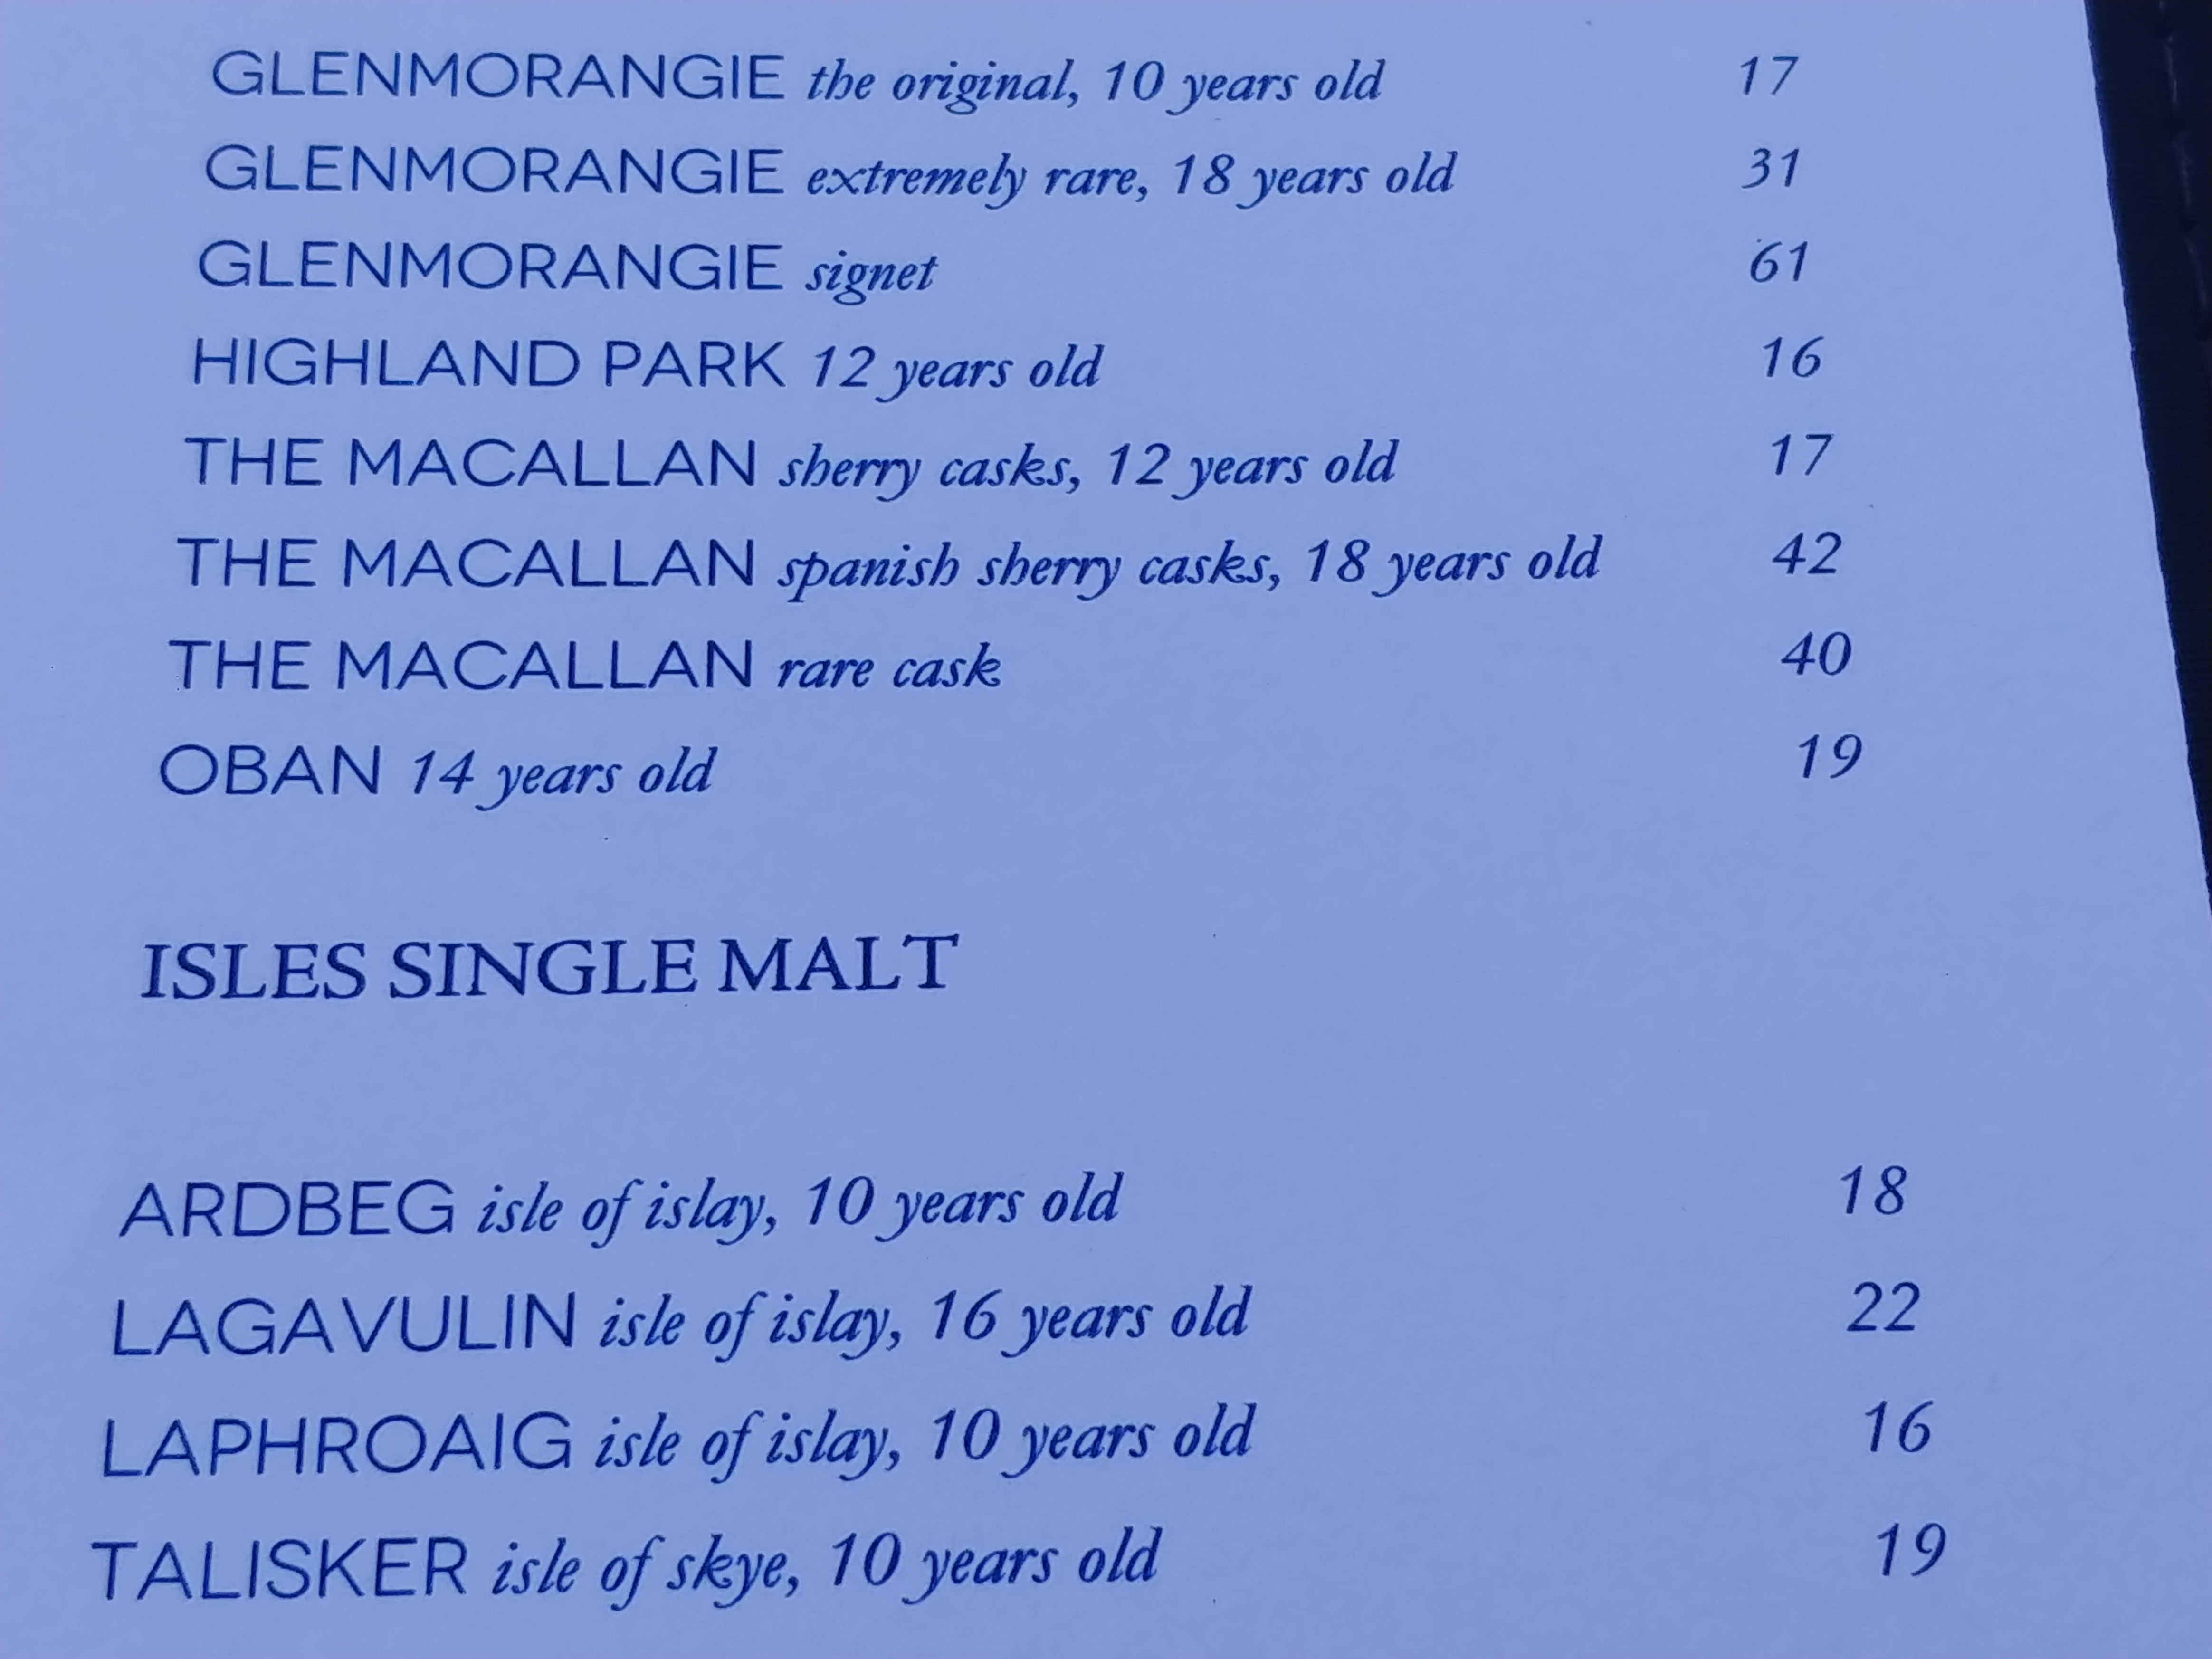 GLENMORANGIE the original, 10 years old 17
GLENMORANGIE extremely rare, 18 years old 31
GLENMORANGIE signet 61
HIGHLAND PARK 12 years old 16
THE MACALLAN sherry casks, 12 years old 17
THE MACALLAN spanish sherry casks, 18 years old 42
THE MACALLAN rare cask 40
OBAN 14 years old 19
ISLES SINGLE MALT
ARDBEG isle of islay, 10 years old 18
LAGAVULIN isle of islay, 16 years old 22
LAPHROAIG isle of islay, 10 years old 16
TALISKER isle of skye, 10 years old 19